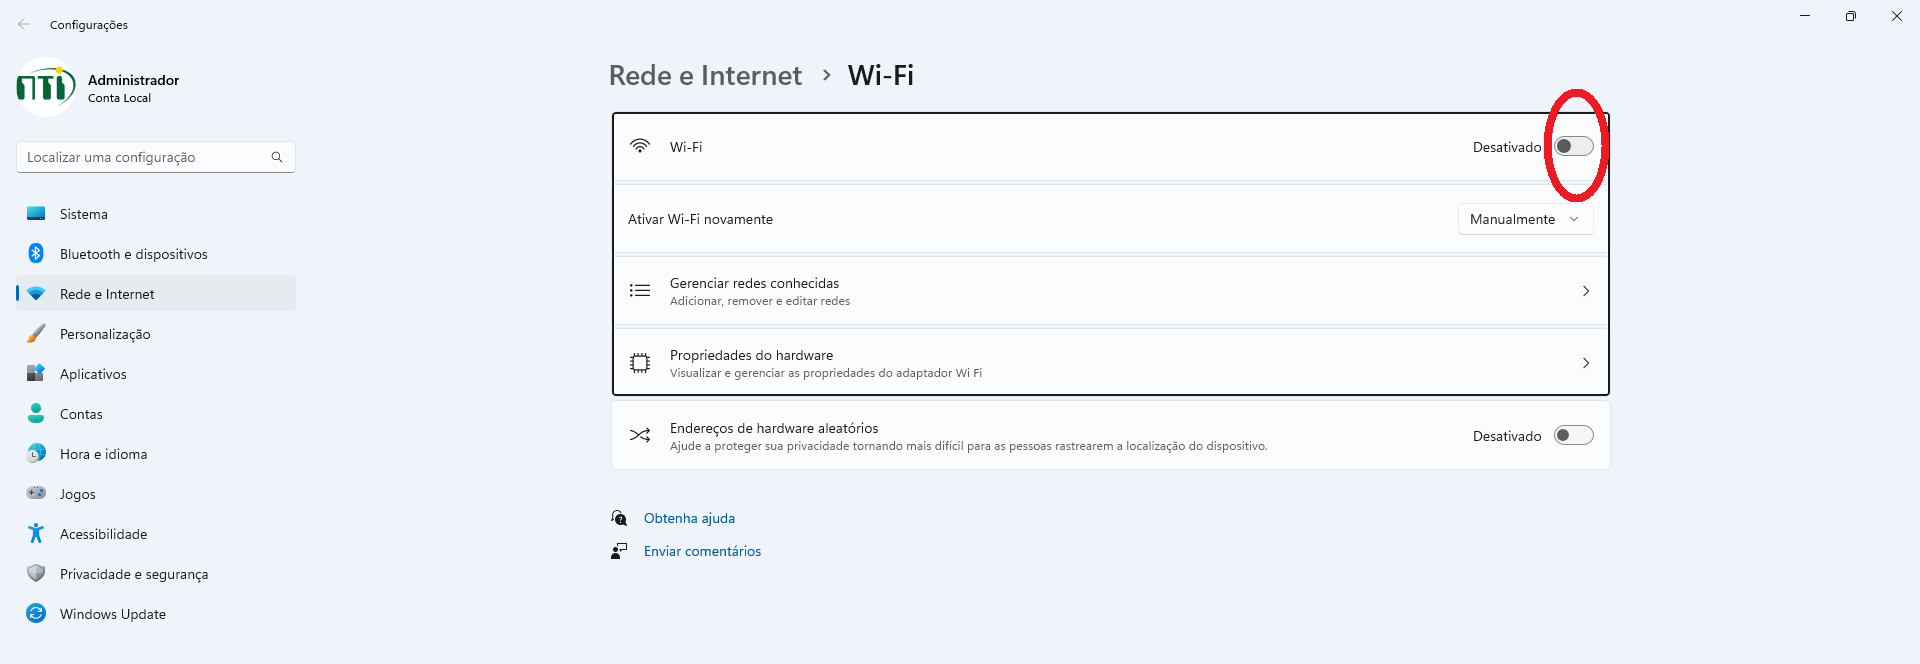 Configurações
nti
Administrador
Conta Local
Localizar uma configuração
Sistema
Bluetooth e dispositivos
Rede e Internet
Personalização
Aplicativos
Contas
Hora e idioma
Jogos
Acessibilidade
Privacidade e segurança
Windows Update
Rede e Internet > Wi-Fi
Wi-Fi
Desativado
Ativar Wi-Fi novamente
Manualmente
Gerenciar redes conhecidas
Adicionar, remover e editar redes
Propriedades do hardware
Visualizar e gerenciar as propriedades do adaptador Wi Fi
Endereços de hardware aleatórios
Ajude a proteger sua privacidade tornando mais difícil para as pessoas rastrearem a localização do dispositivo.
Desativado
Obtenha ajuda
Enviar comentários